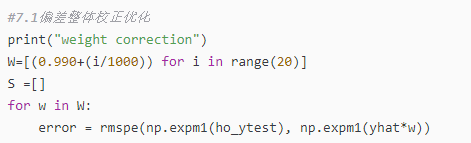 #7.1偏差整体校正优化
print("weight correction")
W=[(0.990+(i/1000)) for i in range(20)]
S =[]
for w in W:
    error = rmspe(np.expm1(ho_ytest), np.expm1(yhat*w))